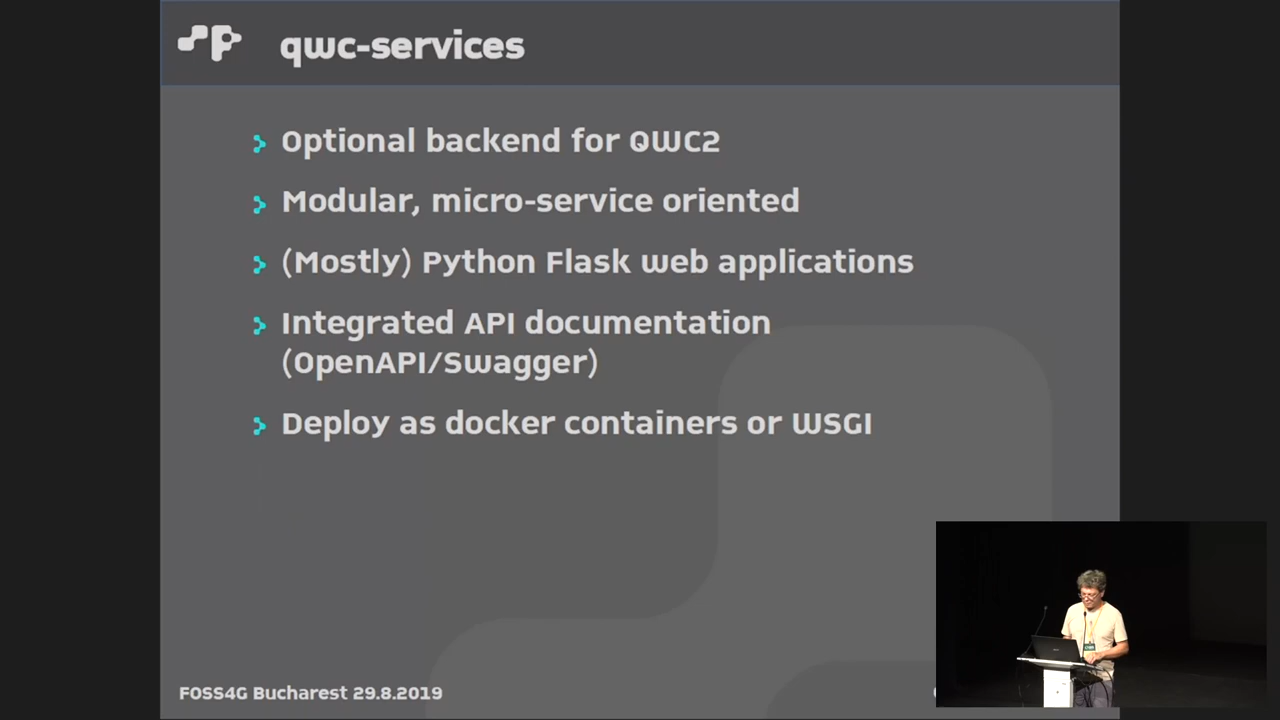 qwc-services
Optional backend for QWC2
Modular, micro-service oriented
(Mostly) Python Flask web applications
Integrated API documentation
(OpenAPI/Swagger)
Deploy as docker containers or WSGI
FOSS4G Bucharest 29.8.2019